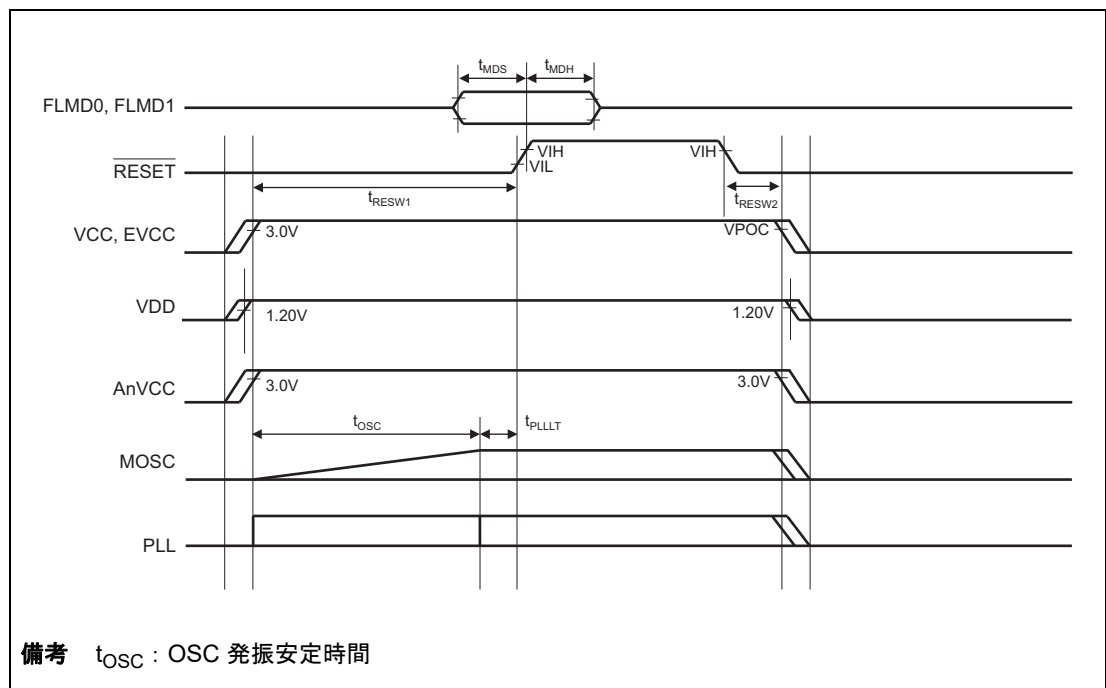 tMDS tMDH
FLMD0, FLMD1
RESET VIH VIL VIH
tRESW1 tRESW2
VCC, EVCC 3.0V VPOC
VDD 1.20V 1.20V
AnVCC 3.0V 3.0V
tOSC tPLLLT
MOSC
PLL
備考 tOSC：OSC 発振安定時間